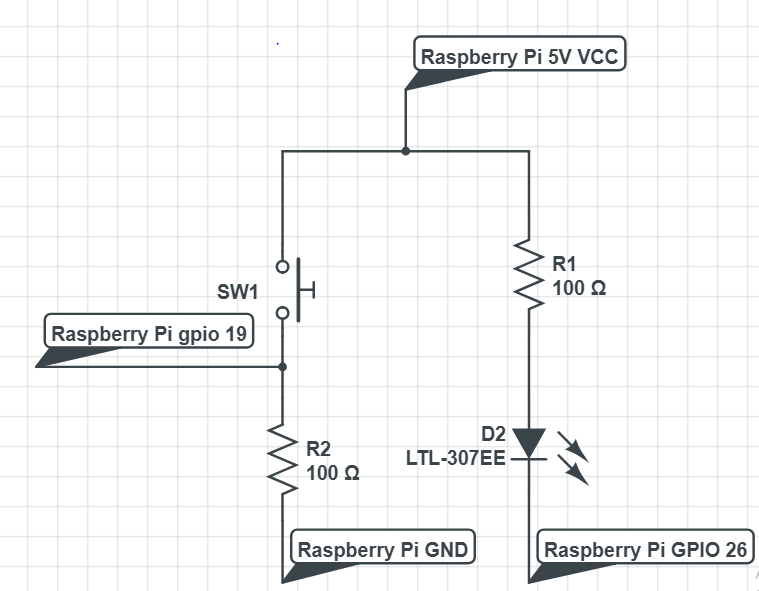 Raspberry Pi 5V VCC
R1
100 Ω
SW1
Raspberry Pi gpio 19
D2
LTL-307EE
R2
100 Ω
Raspberry Pi GND
Raspberry Pi GPIO 26